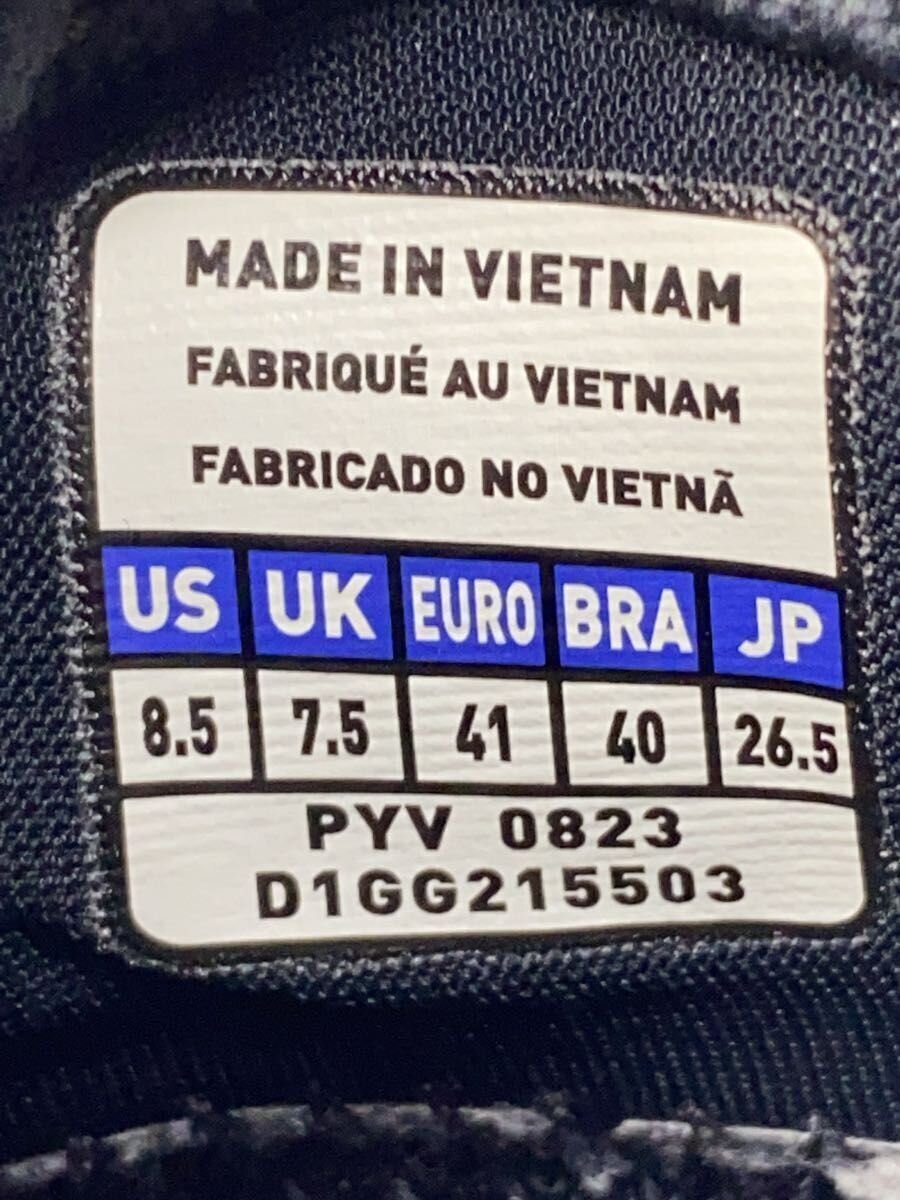 MADE IN VIETNAM
FABRIQUÉ AU VIETNAM
FABRICADO NO VIETNÃ
US UK EURO BRA JP
8.5 7.5 41 40 26.5
PYV 0823
D1GG215503